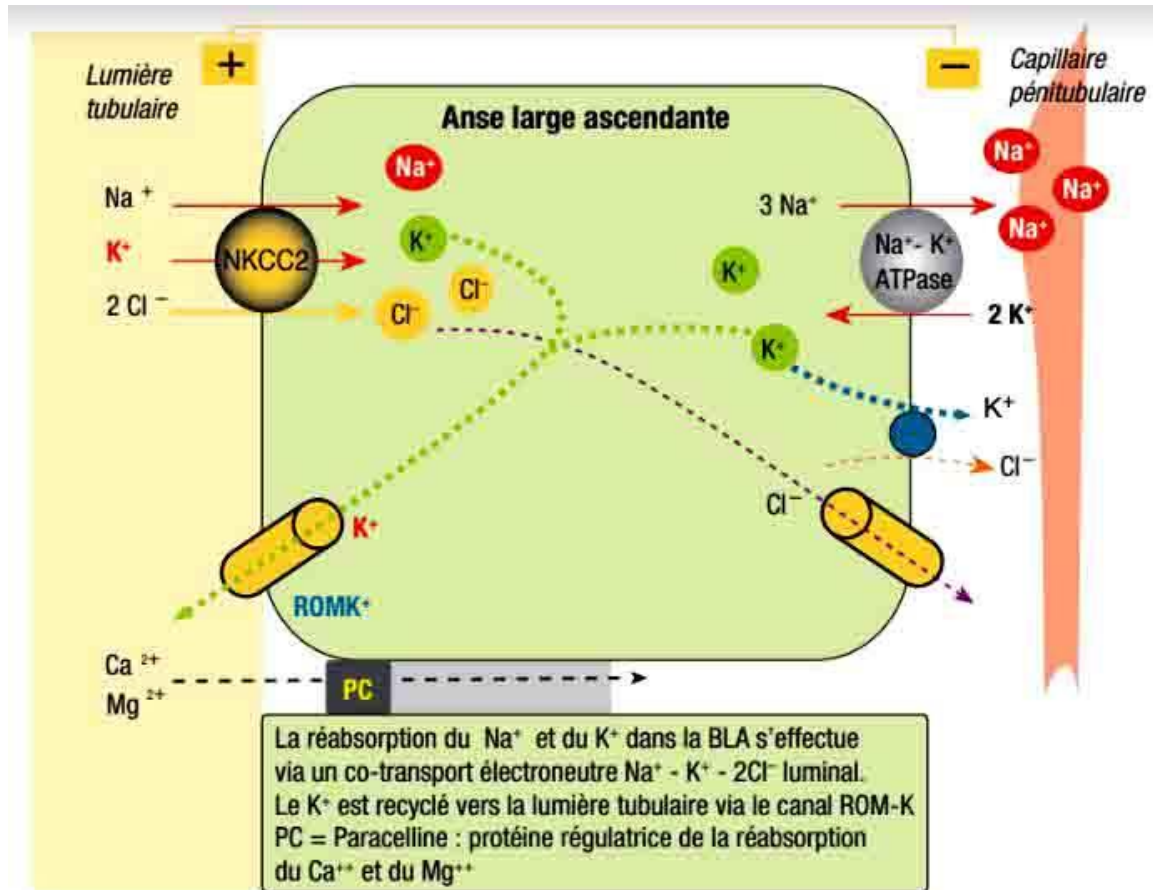 +
−
Lumière
tubulaire
Capillaire
pénitubulaire
Anse large ascendante
Na⁺
Na⁺
Na⁺
Na⁺
Na ⁺
3 Na⁺
K⁺
K⁺
NKCC2
Na⁺- K⁺
ATPase
K⁺
2 Cl ⁻
Cl⁻
Cl⁻
2 K⁺
K⁺
K⁺
Cl⁻
Cl⁻
K⁺
ROMK⁺
Ca ²⁺
Mg ²⁺
PC
La réabsorption du Na⁺ et du K⁺ dans la BLA s’effectue
via un co-transport électroneutre Na⁺ - K⁺ - 2Cl⁻ luminal.
Le K⁺ est recyclé vers la lumière tubulaire via le canal ROM-K
PC = Paracelline : protéine régulatrice de la réabsorption
du Ca⁺⁺ et du Mg⁺⁺